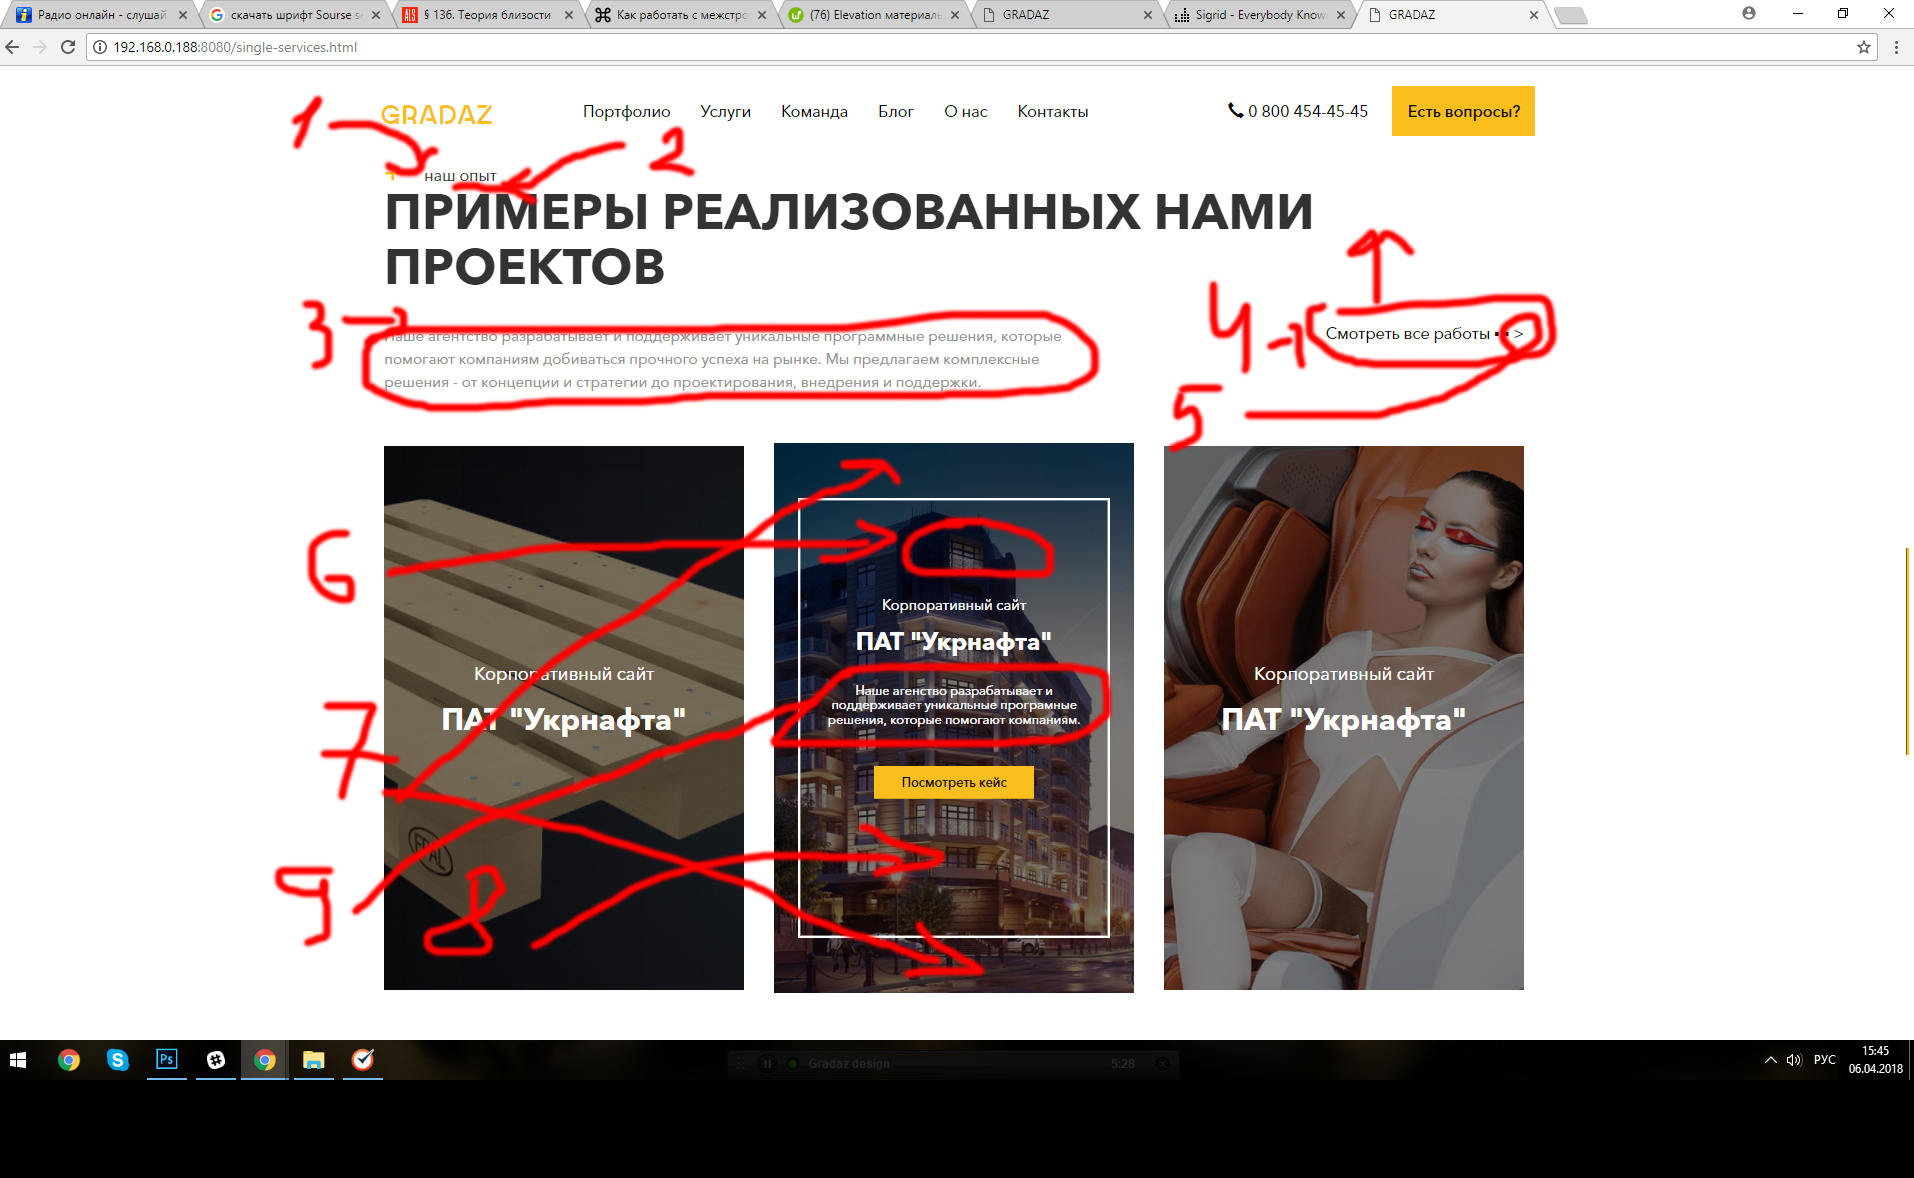 Радио онлайн - слушай
скачать шрифт Sourse se
§ 136. Теория близости
Как работать с межстро
(76) Elevation материаль
GRADAZ
Sigrid - Everybody Know
GRADAZ
192.168.0.188:8080/single-services.html
GRADAZ
Портфолио
Услуги
Команда
Блог
О нас
Контакты
0 800 454-45-45
Есть вопросы?
1
2
наш опыт
ПРИМЕРЫ РЕАЛИЗОВАННЫХ НАМИ
ПРОЕКТОВ
3
Наше агентство разрабатывает и поддерживает уникальные программные решения, которые
помогают компаниям добиваться прочного успеха на рынке. Мы предлагаем комплексные
решения - от концепции и стратегии до проектирования, внедрения и поддержки.
4
Смотреть все работы >
5
6
Корпоративный сайт
ПАТ "Укрнафта"
7
9
8
EPAL
Корпоративный сайт
ПАТ "Укрнафта"
Наше агенство разрабатывает и
поддерживает уникальные програмные
решения, которые помогают компаниям.
Посмотреть кейс
Корпоративный сайт
ПАТ "Укрнафта"
Gradaz design
5:28
РУС
15:45
06.04.2018